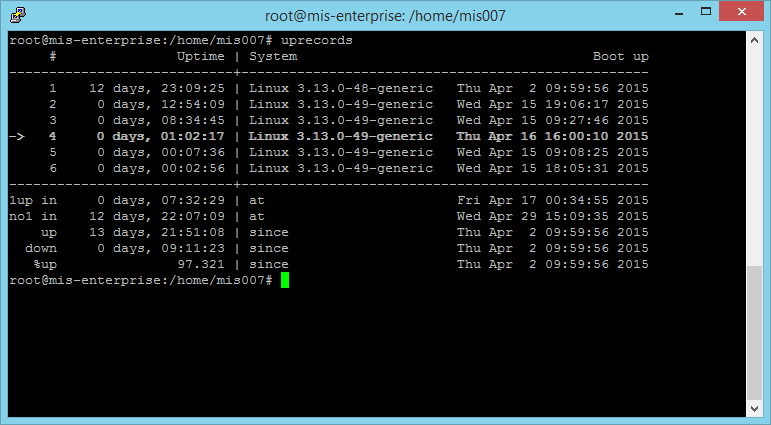 root@mis-enterprise: /home/mis007
root@mis-enterprise:/home/mis007# uprecords
     #               Uptime | System                                     Boot up
----------------------------+---------------------------------------------------
     1    12 days, 23:09:25 | Linux 3.13.0-48-generic   Thu Apr  2 09:59:56 2015
     2     0 days, 12:54:09 | Linux 3.13.0-49-generic   Wed Apr 15 19:06:17 2015
     3     0 days, 08:34:45 | Linux 3.13.0-49-generic   Wed Apr 15 09:27:46 2015
->   4     0 days, 01:02:17 | Linux 3.13.0-49-generic   Thu Apr 16 16:00:10 2015
     5     0 days, 00:07:36 | Linux 3.13.0-49-generic   Wed Apr 15 09:08:25 2015
     6     0 days, 00:02:56 | Linux 3.13.0-49-generic   Wed Apr 15 18:05:31 2015
----------------------------+---------------------------------------------------
1up in     0 days, 07:32:29 | at                        Fri Apr 17 00:34:55 2015
no1 in    12 days, 22:07:09 | at                        Wed Apr 29 15:09:35 2015
    up    13 days, 21:51:08 | since                     Thu Apr  2 09:59:56 2015
  down     0 days, 09:11:23 | since                     Thu Apr  2 09:59:56 2015
   %up               97.321 | since                     Thu Apr  2 09:59:56 2015
root@mis-enterprise:/home/mis007#